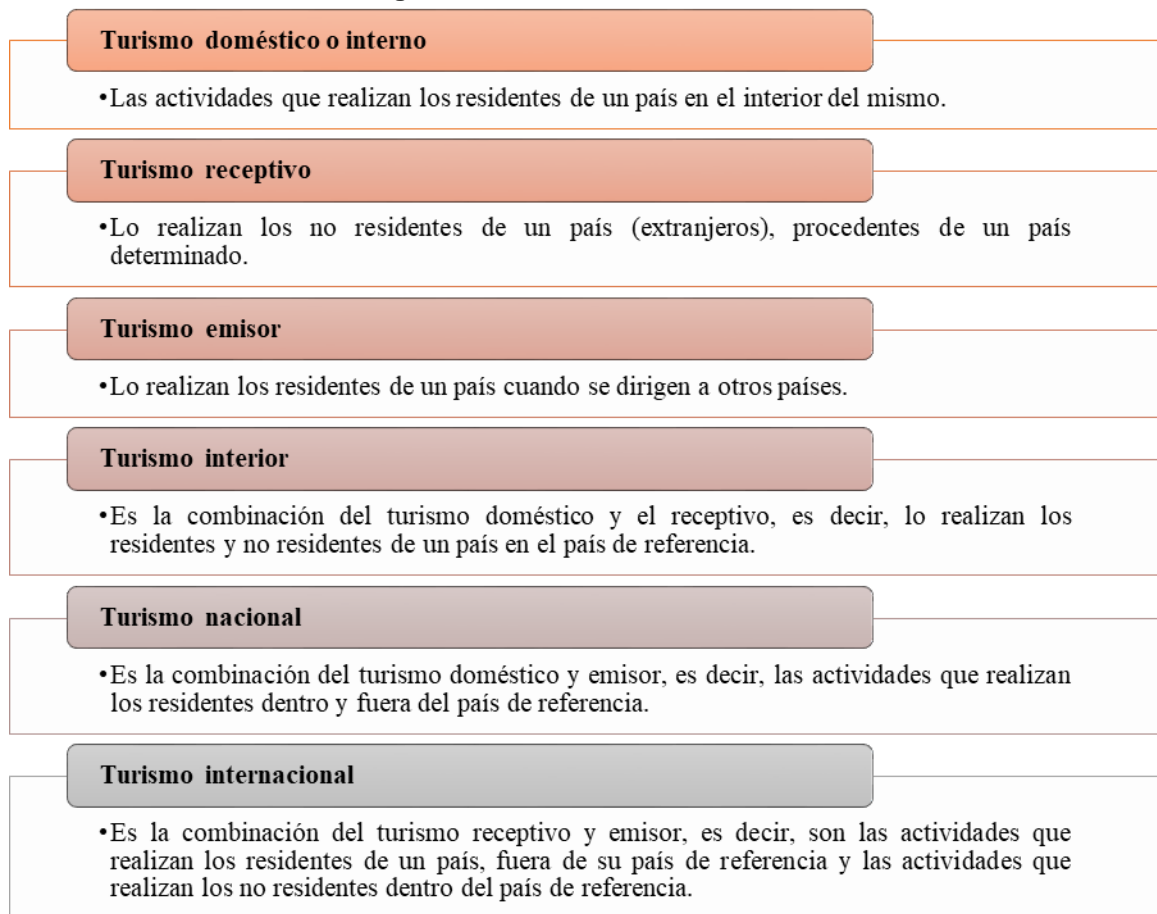 Turismo doméstico o interno
•Las actividades que realizan los residentes de un país en el interior del mismo.
Turismo receptivo
•Lo realizan los no residentes de un país (extranjeros), procedentes de un país
determinado.
Turismo emisor
•Lo realizan los residentes de un país cuando se dirigen a otros países.
Turismo interior
•Es la combinación del turismo doméstico y el receptivo, es decir, lo realizan los
residentes y no residentes de un país en el país de referencia.
Turismo nacional
•Es la combinación del turismo doméstico y emisor, es decir, las actividades que realizan
los residentes dentro y fuera del país de referencia.
Turismo internacional
•Es la combinación del turismo receptivo y emisor, es decir, son las actividades que
realizan los residentes de un país, fuera de su país de referencia y las actividades que
realizan los no residentes dentro del país de referencia.